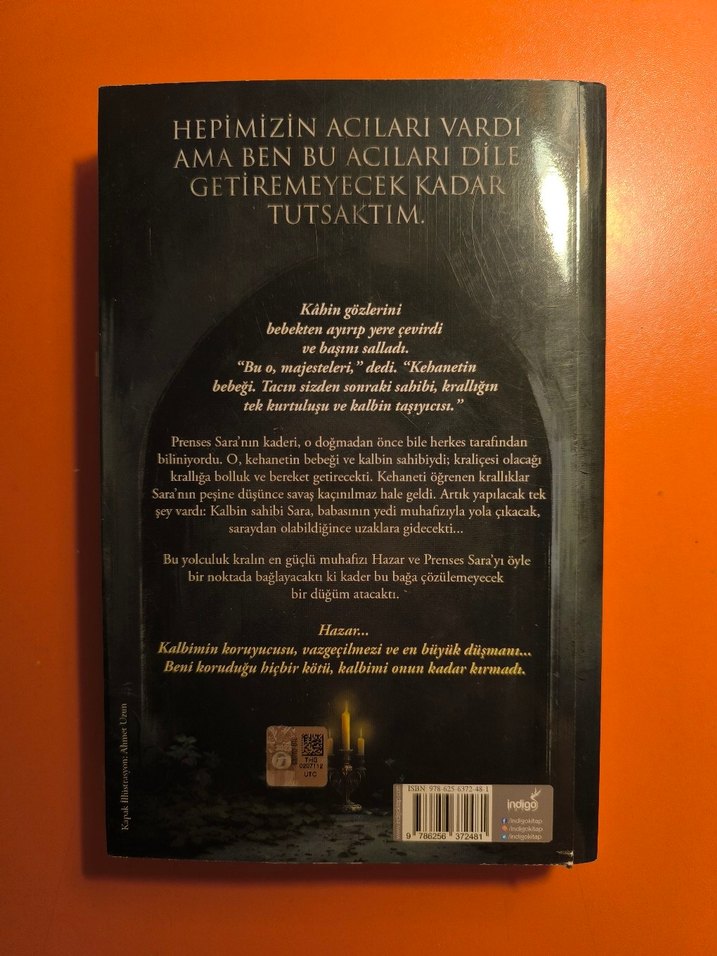 HEPİMİZİN ACILARI VARDI
AMA BEN BU ACILARI DİLE
GETİREMEYECEK KADAR
TUTSAKTIM.
Kâhin gözlerini
bebekten ayırıp yere çevirdi
ve başını salladı.
“Bu o, majesteleri,” dedi. “Kehanetin
bebeği. Tacın sizden sonraki sahibi, krallığın
tek kurtuluşu ve kalbin taşıyıcısı.”
Prenses Sara’nın kaderi, o doğmadan önce bile herkes tarafından
biliniyordu. O, kehanetin bebeği ve kalbin sahibiydi; kraliçesi olacağı
krallığa bolluk ve bereket getirecekti. Kehaneti öğrenen krallıklar
Sara’nın peşine düşünce savaş kaçınılmaz hale geldi. Artık yapılacak tek
şey vardı: Kalbin sahibi Sara, babasının yedi muhafızıyla yola çıkacak,
saraydan olabildiğince uzaklara gidecekti...
Bu yolculuk kralın en güçlü muhafızı Hazar ve Prenses Sara’yı öyle
bir noktada bağlayacaktı ki kader bu bağa çözülemeyecek
bir düğüm atacaktı.
Hazar...
Kalbimin koruyucusu, vazgeçilmezi ve en büyük düşmanı...
Beni koruduğu hiçbir kötü, kalbimi onun kadar kırmadı.
Kapak İllüstrasyon: Ahmet Uzun
THG
0207112
UTC
ISBN 978-625-6372-48-1
9 786256 372481
indigo
/indigokitap
/indigokitap
/indigokitap